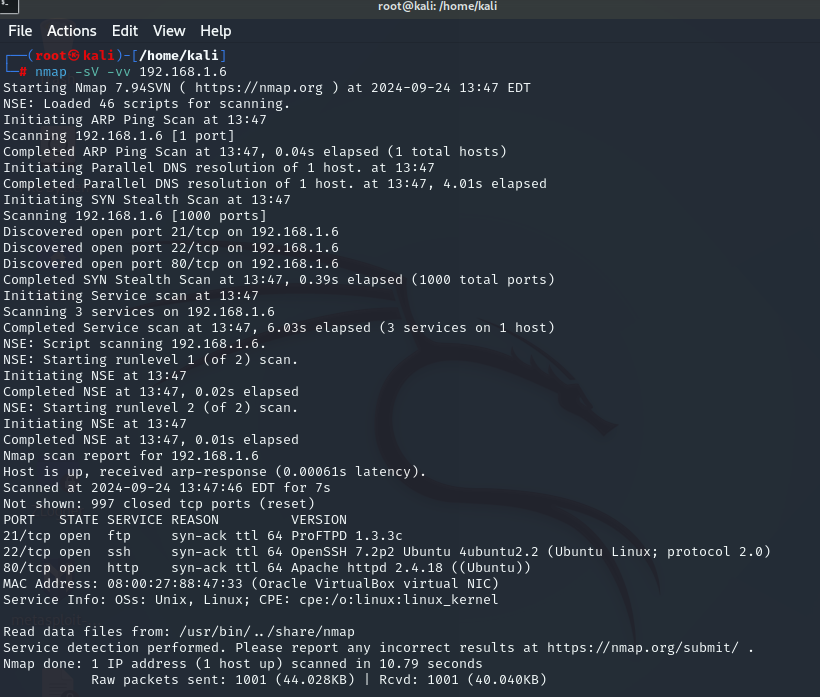 root@kali: /home/kali
File Actions Edit View Help
┌──(root㉿kali)-[/home/kali]
└─# nmap -sV -vv 192.168.1.6
Starting Nmap 7.94SVN ( https://nmap.org ) at 2024-09-24 13:47 EDT
NSE: Loaded 46 scripts for scanning.
Initiating ARP Ping Scan at 13:47
Scanning 192.168.1.6 [1 port]
Completed ARP Ping Scan at 13:47, 0.04s elapsed (1 total hosts)
Initiating Parallel DNS resolution of 1 host. at 13:47
Completed Parallel DNS resolution of 1 host. at 13:47, 4.01s elapsed
Initiating SYN Stealth Scan at 13:47
Scanning 192.168.1.6 [1000 ports]
Discovered open port 21/tcp on 192.168.1.6
Discovered open port 22/tcp on 192.168.1.6
Discovered open port 80/tcp on 192.168.1.6
Completed SYN Stealth Scan at 13:47, 0.39s elapsed (1000 total ports)
Initiating Service scan at 13:47
Scanning 3 services on 192.168.1.6
Completed Service scan at 13:47, 6.03s elapsed (3 services on 1 host)
NSE: Script scanning 192.168.1.6.
NSE: Starting runlevel 1 (of 2) scan.
Initiating NSE at 13:47
Completed NSE at 13:47, 0.02s elapsed
NSE: Starting runlevel 2 (of 2) scan.
Initiating NSE at 13:47
Completed NSE at 13:47, 0.01s elapsed
Nmap scan report for 192.168.1.6
Host is up, received arp-response (0.00061s latency).
Scanned at 2024-09-24 13:47:46 EDT for 7s
Not shown: 997 closed tcp ports (reset)
PORT   STATE SERVICE REASON         VERSION
21/tcp open  ftp     syn-ack ttl 64 ProFTPD 1.3.3c
22/tcp open  ssh     syn-ack ttl 64 OpenSSH 7.2p2 Ubuntu 4ubuntu2.2 (Ubuntu Linux; protocol 2.0)
80/tcp open  http    syn-ack ttl 64 Apache httpd 2.4.18 ((Ubuntu))
MAC Address: 08:00:27:88:47:33 (Oracle VirtualBox virtual NIC)
Service Info: OSs: Unix, Linux; CPE: cpe:/o:linux:linux_kernel
Read data files from: /usr/bin/../share/nmap
Service detection performed. Please report any incorrect results at https://nmap.org/submit/ .
Nmap done: 1 IP address (1 host up) scanned in 10.79 seconds
           Raw packets sent: 1001 (44.028KB) | Rcvd: 1001 (40.040KB)